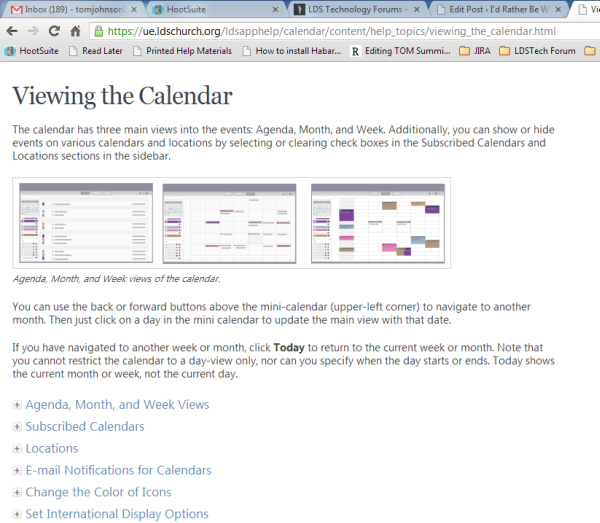 Inbox (189) - tomjohnson
HootSuite
LDS Technology Forums
Edit Post ‹ I'd Rather Be W
Vi
https://ue.ldschurch.org/ldsapphelp/calendar/content/help_topics/viewing_the_calendar.html
HootSuite Read Later Printed Help Materials How to install Habar... R Editing TOM Summi... JIRA LDSTech Forum
Viewing the Calendar
The calendar has three main views into the events: Agenda, Month, and Week. Additionally, you can show or hide
events on various calendars and locations by selecting or clearing check boxes in the Subscribed Calendars and
Locations sections in the sidebar.
Agenda, Month, and Week views of the calendar.
You can use the back or forward buttons above the mini-calendar (upper-left corner) to navigate to another
month. Then just click on a day in the mini calendar to update the main view with that date.
If you have navigated to another week or month, click Today to return to the current week or month. Note that
you cannot restrict the calendar to a day-view only, nor can you specify when the day starts or ends. Today shows
the current month or week, not the current day.
Agenda, Month, and Week Views
Subscribed Calendars
Locations
E-mail Notifications for Calendars
Change the Color of Icons
Set International Display Options